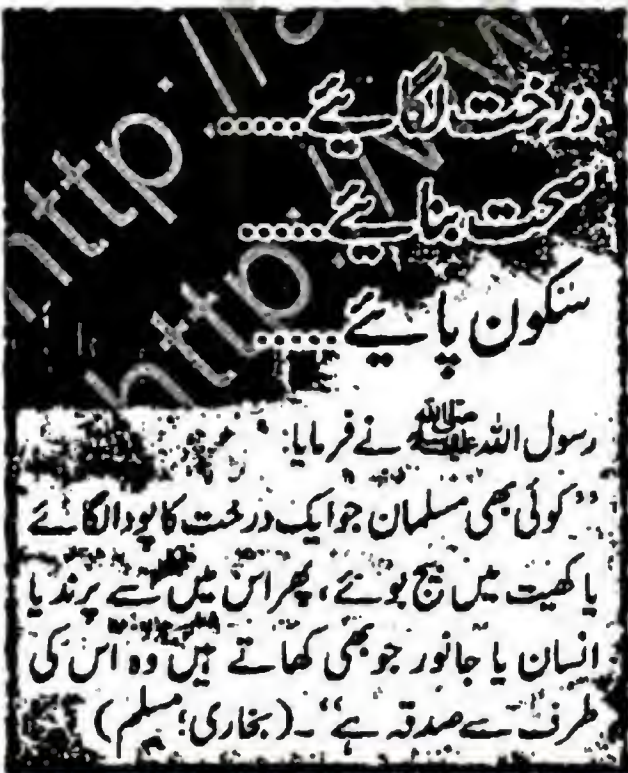 درخت لگایئے.....
صحت بنایئے.....
سکون پایئے.....
رسول اللہ ﷺ نے فرمایا:
”کوئی بھی مسلمان جو ایک درخت کا پودا لگائے
یا کھیت میں بیج بوئے، پھر اس میں سے پرند یا
انسان یا جانور جو بھی کھاتے ہیں وہ اس کی
طرف سے صدقہ ہے“۔ (بخاری؛ مسلم)
http://
http